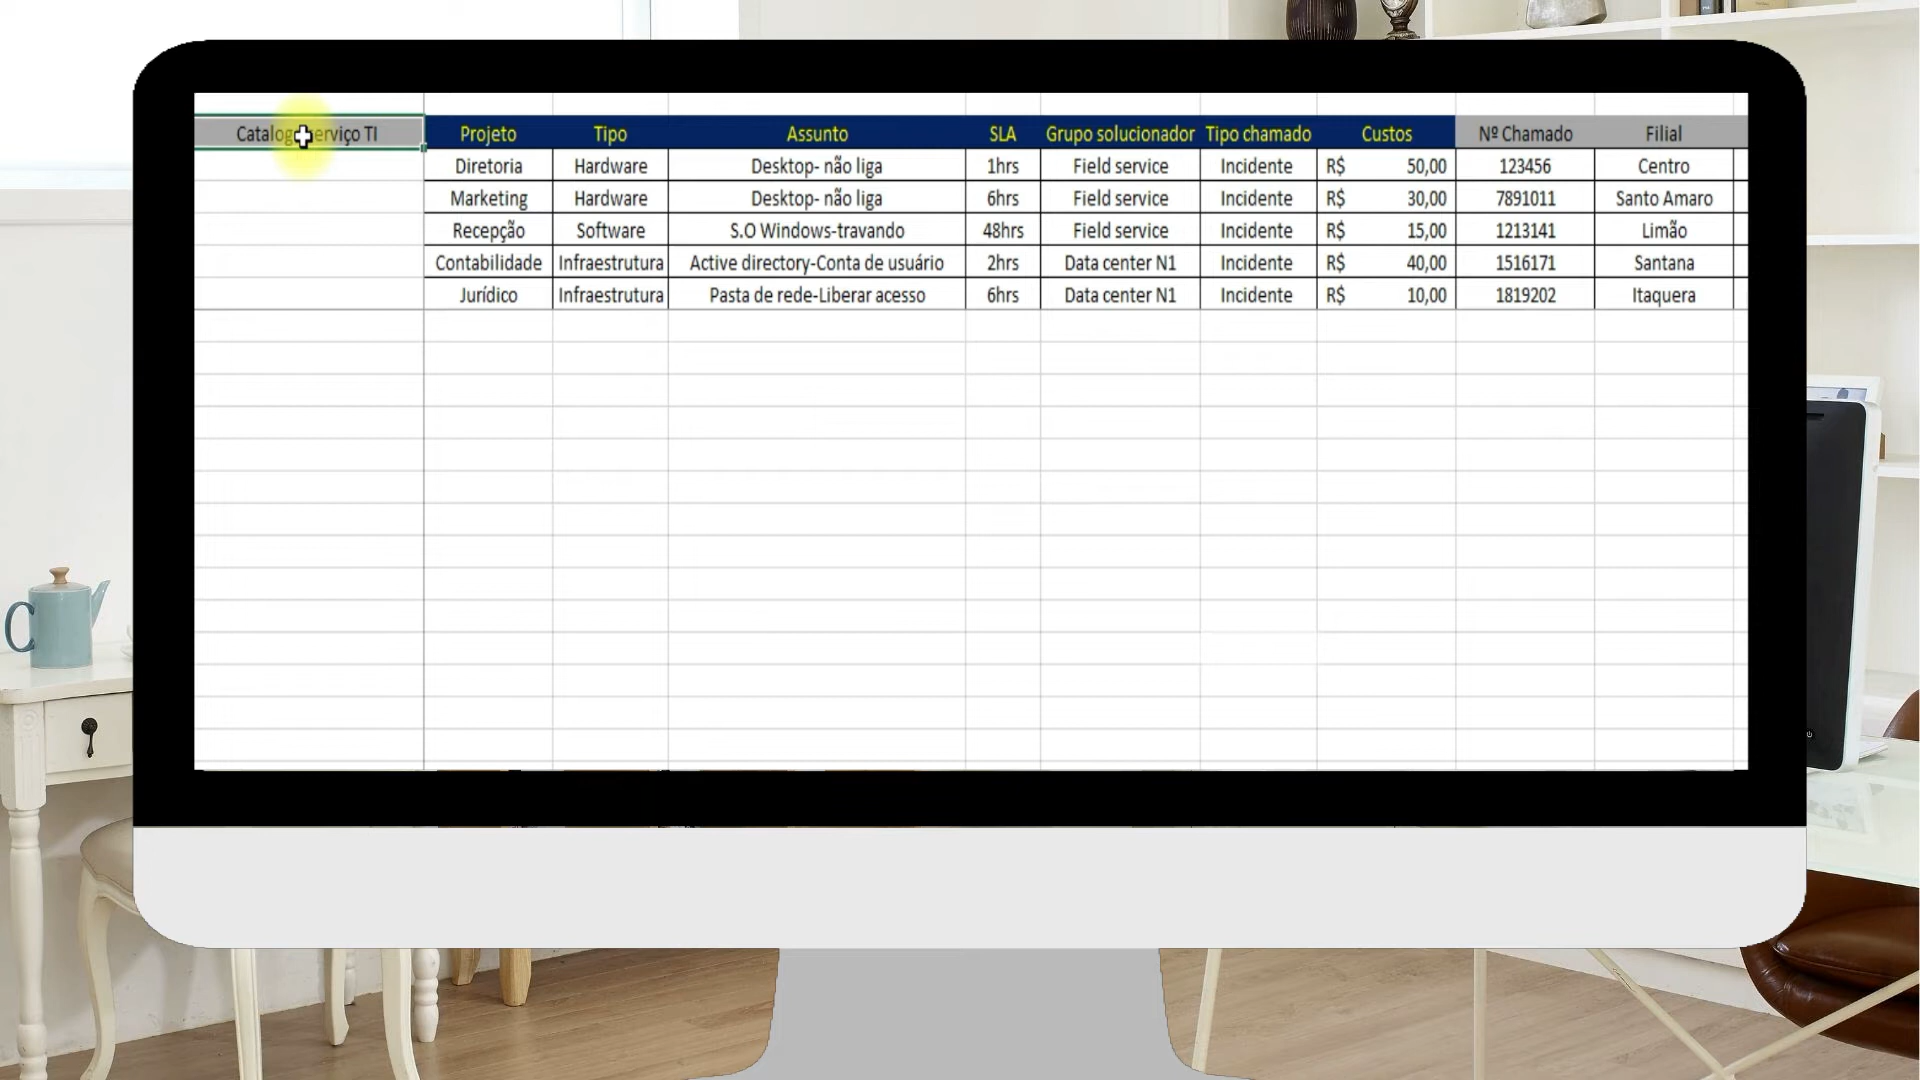 Catalog erviço TI Projeto Tipo Assunto SLA Grupo solucionador Tipo chamado Custos Nº Chamado Filial
Diretoria Hardware Desktop- não liga 1hrs Field service Incidente R$ 50,00 123456 Centro
Marketing Hardware Desktop- não liga 6hrs Field service Incidente R$ 30,00 7891011 Santo Amaro
Recepção Software S.O Windows-travando 48hrs Field service Incidente R$ 15,00 1213141 Limão
Contabilidade Infraestrutura Active directory-Conta de usuário 2hrs Data center N1 Incidente R$ 40,00 1516171 Santana
Jurídico Infraestrutura Pasta de rede-Liberar acesso 6hrs Data center N1 Incidente R$ 10,00 1819202 Itaquera